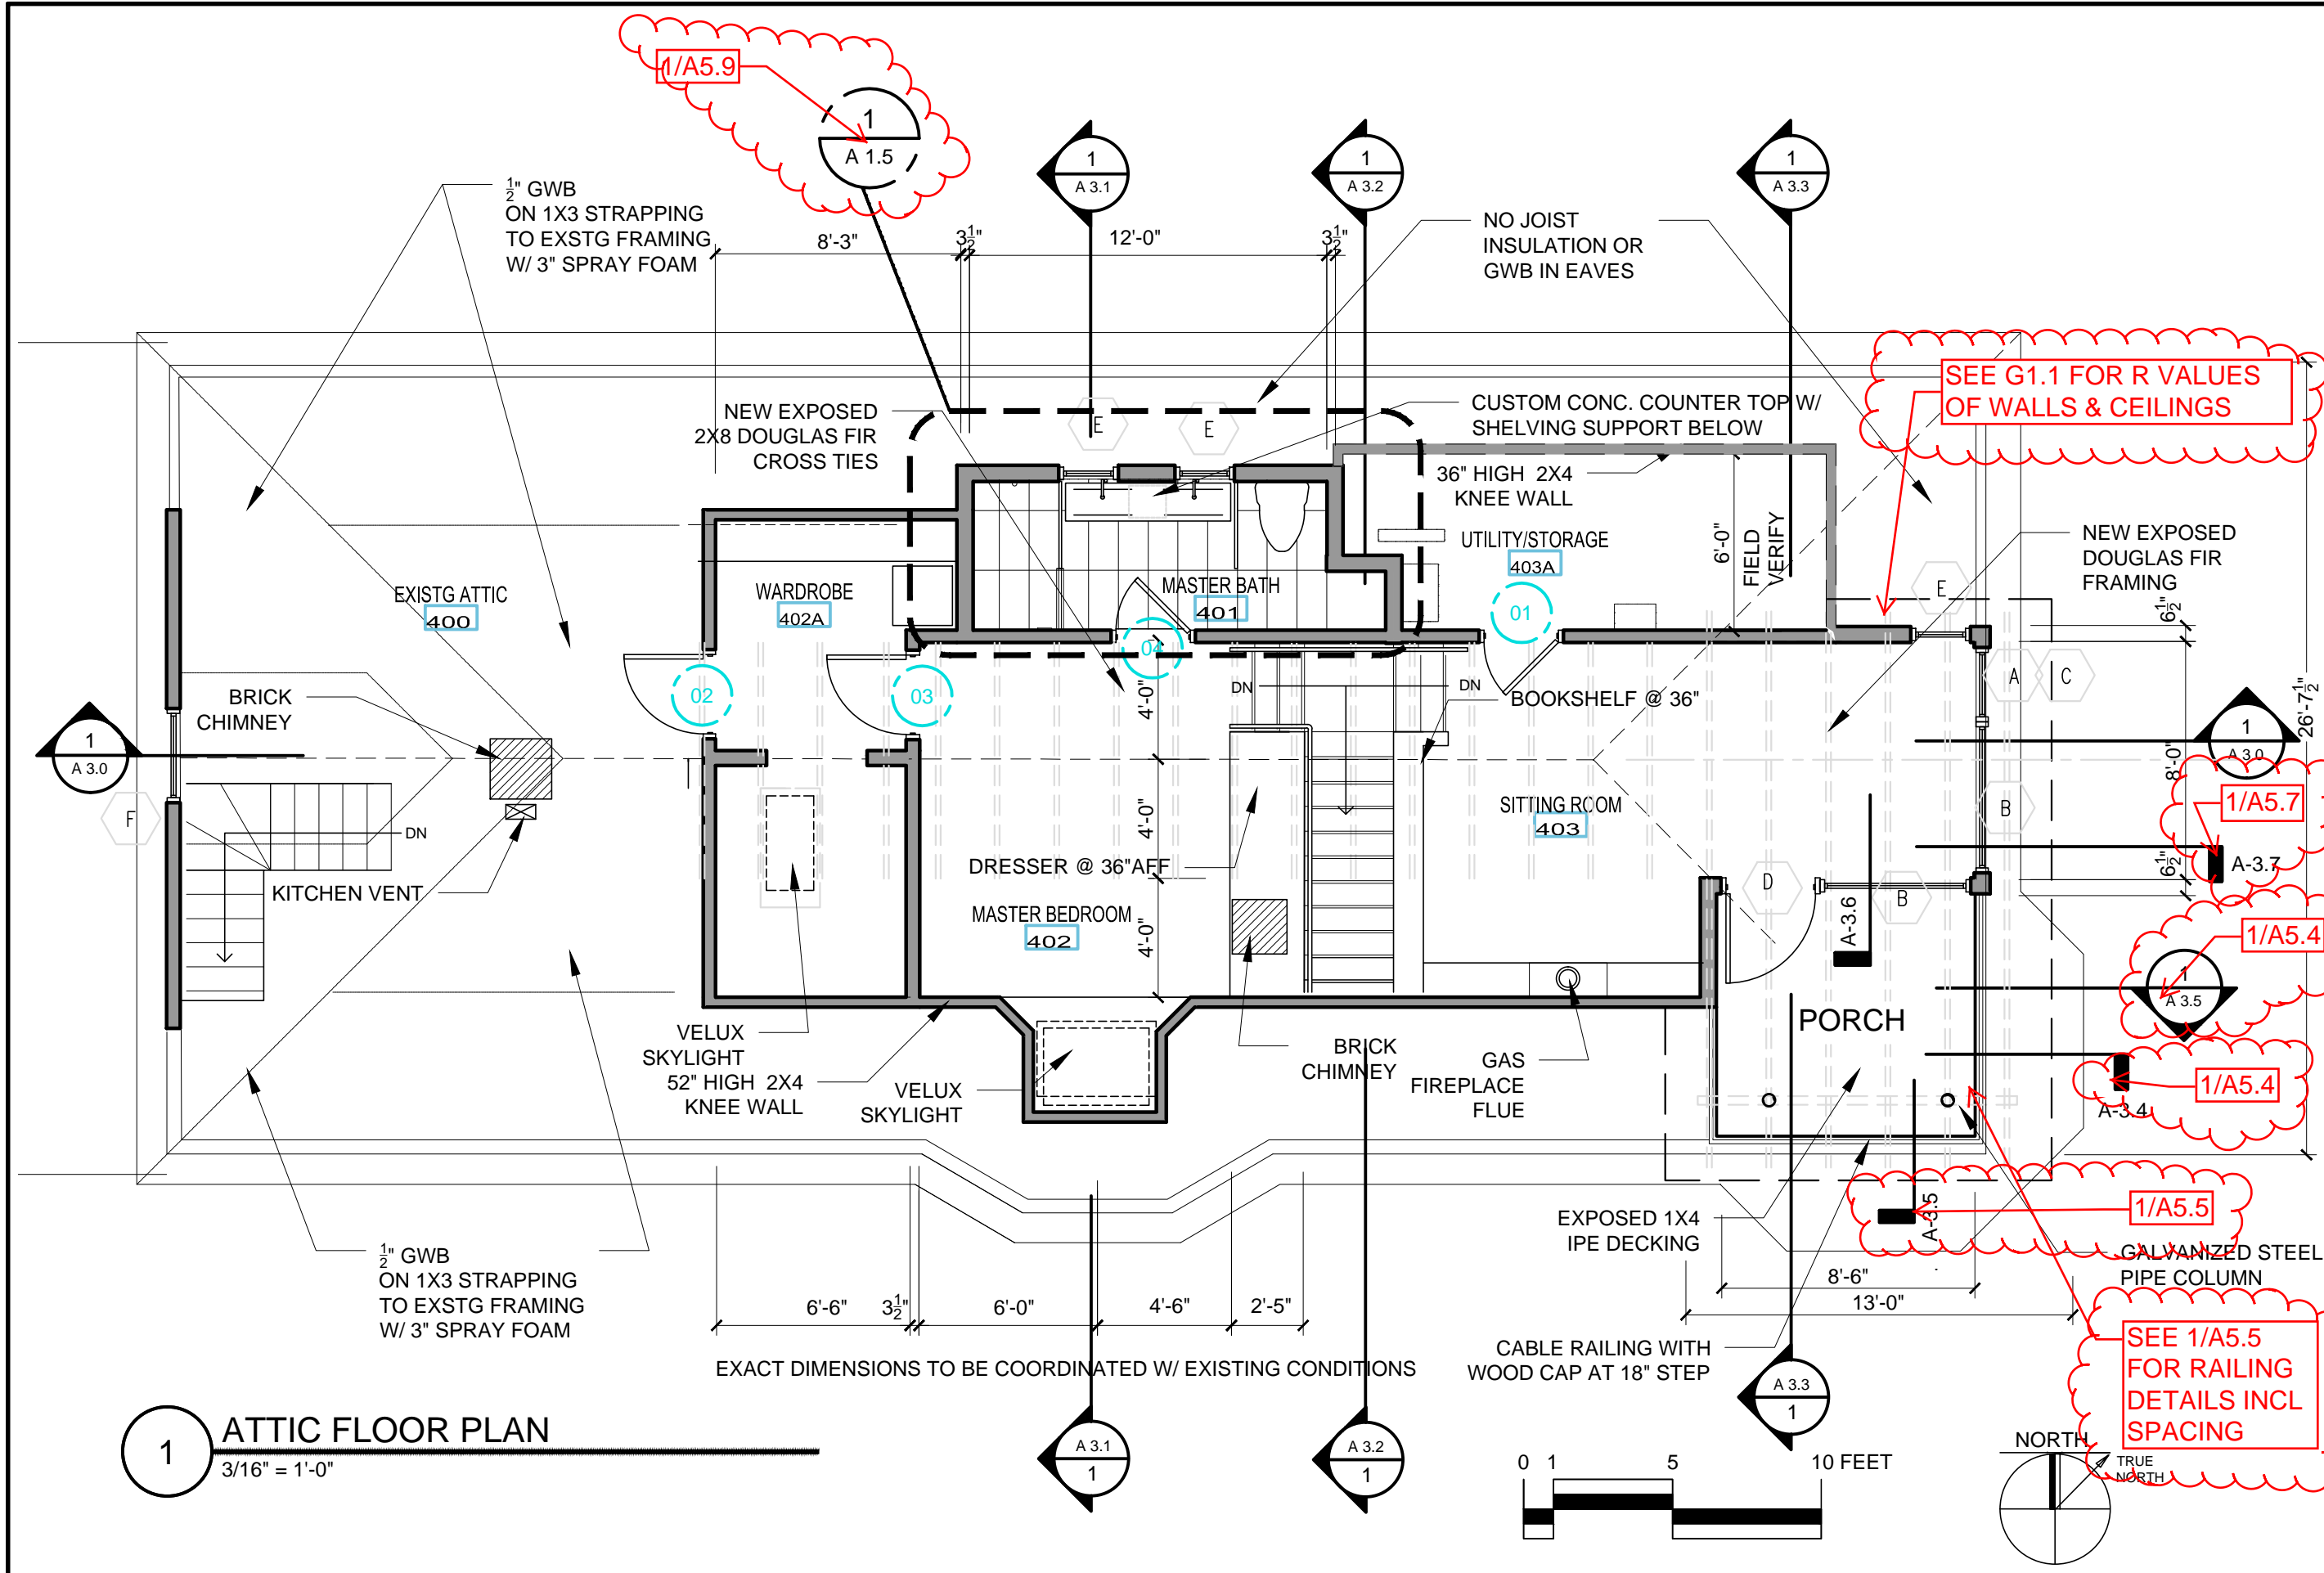 1/A5.9
1
A 1.5
1
A 3.1
1
A 3.2
1
A 3.3
1/2" GWB
ON 1X3 STRAPPING
TO EXSTG FRAMING
W/ 3" SPRAY FOAM
8'-3"
3 1/2"
12'-0"
3 1/2"
NO JOIST
INSULATION OR
GWB IN EAVES
SEE G1.1 FOR R VALUES
OF WALLS & CEILINGS
NEW EXPOSED
2X8 DOUGLAS FIR
CROSS TIES
E
E
CUSTOM CONC. COUNTER TOP W/
SHELVING SUPPORT BELOW
36" HIGH 2X4
KNEE WALL
6'-0"
FIELD
VERIFY
UTILITY/STORAGE
403A
NEW EXPOSED
DOUGLAS FIR
FRAMING
EXISTG ATTIC
400
WARDROBE
402A
MASTER BATH
401
01
E
6 1/2"
04
02
03
A
C
BRICK
CHIMNEY
4'-0"
DN
DN
BOOKSHELF @ 36"
1
A 3.0
1
A 3.0
8'-0"
26'-7 1/2"
F
DN
4'-0"
SITTING ROOM
403
B
1/A5.7
KITCHEN VENT
DRESSER @ 36"AFF
6 1/2"
A-3.7
D
B
MASTER BEDROOM
402
4'-0"
A-3.6
1/A5.4
1
A 3.5
PORCH
VELUX
SKYLIGHT
52" HIGH 2X4
KNEE WALL
VELUX
SKYLIGHT
BRICK
CHIMNEY
GAS
FIREPLACE
FLUE
1/A5.4
A-3.4
1/A5.5
A-3.5
EXPOSED 1X4
IPE DECKING
GALVANIZED STEEL
PIPE COLUMN
1/2" GWB
ON 1X3 STRAPPING
TO EXSTG FRAMING
W/ 3" SPRAY FOAM
6'-6"
3 1/2"
6'-0"
4'-6"
2'-5"
8'-6"
13'-0"
EXACT DIMENSIONS TO BE COORDINATED W/ EXISTING CONDITIONS
CABLE RAILING WITH
WOOD CAP AT 18" STEP
SEE 1/A5.5
FOR RAILING
DETAILS INCL
SPACING
A 3.3
1
1
ATTIC FLOOR PLAN
3/16" = 1'-0"
A 3.1
1
A 3.2
1
0 1 5 10 FEET
NORTH
TRUE
NORTH